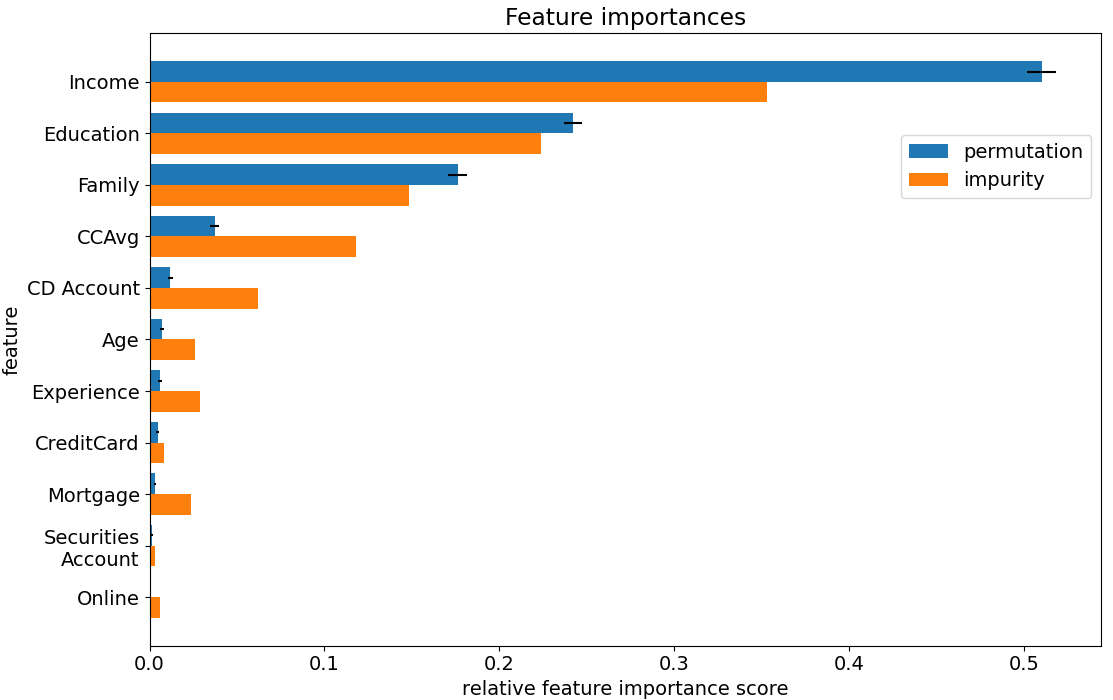 Feature importances
Income
Education
Family
CCAvg
CD Account
Age
Experience
CreditCard
Mortgage
Securities
Account
Online
feature
permutation
impurity
0.0 0.1 0.2 0.3 0.4 0.5
relative feature importance score